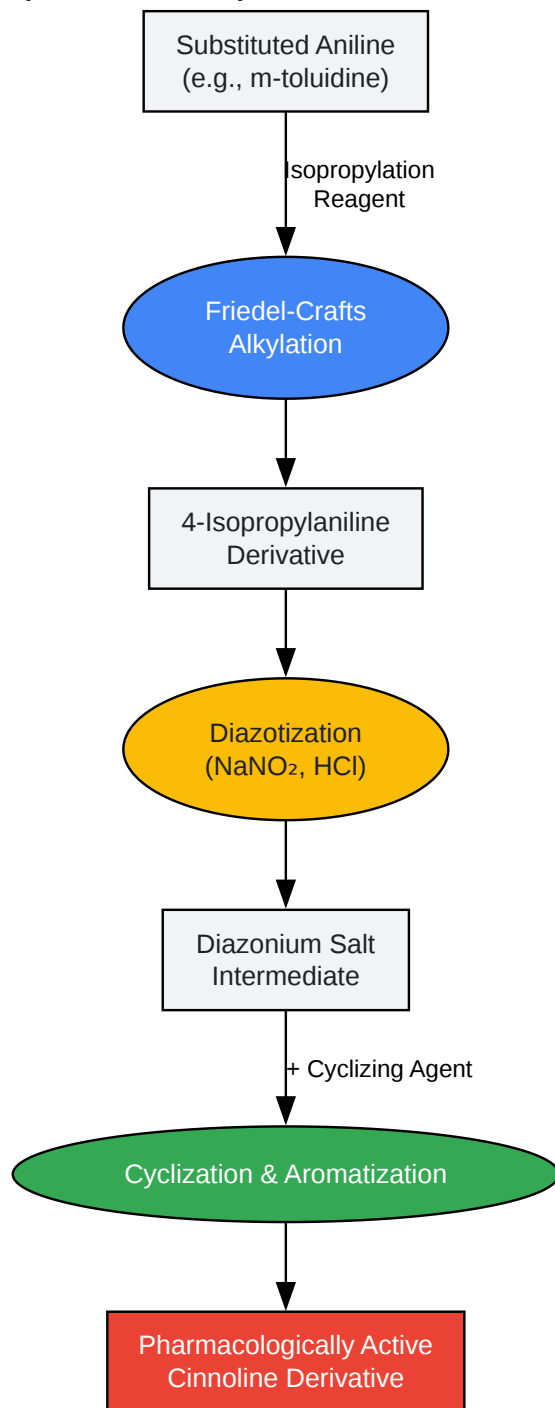 Substituted Aniline
(e.g., m-toluidine)
Isopropylation
Reagent
Friedel-Crafts
Alkylation
4-Isopropylaniline
Derivative
Diazotization
(NaNO₂, HCl)
Diazonium Salt
Intermediate
+ Cyclizing Agent
Cyclization & Aromatization
Pharmacologically Active
Cinnoline Derivative